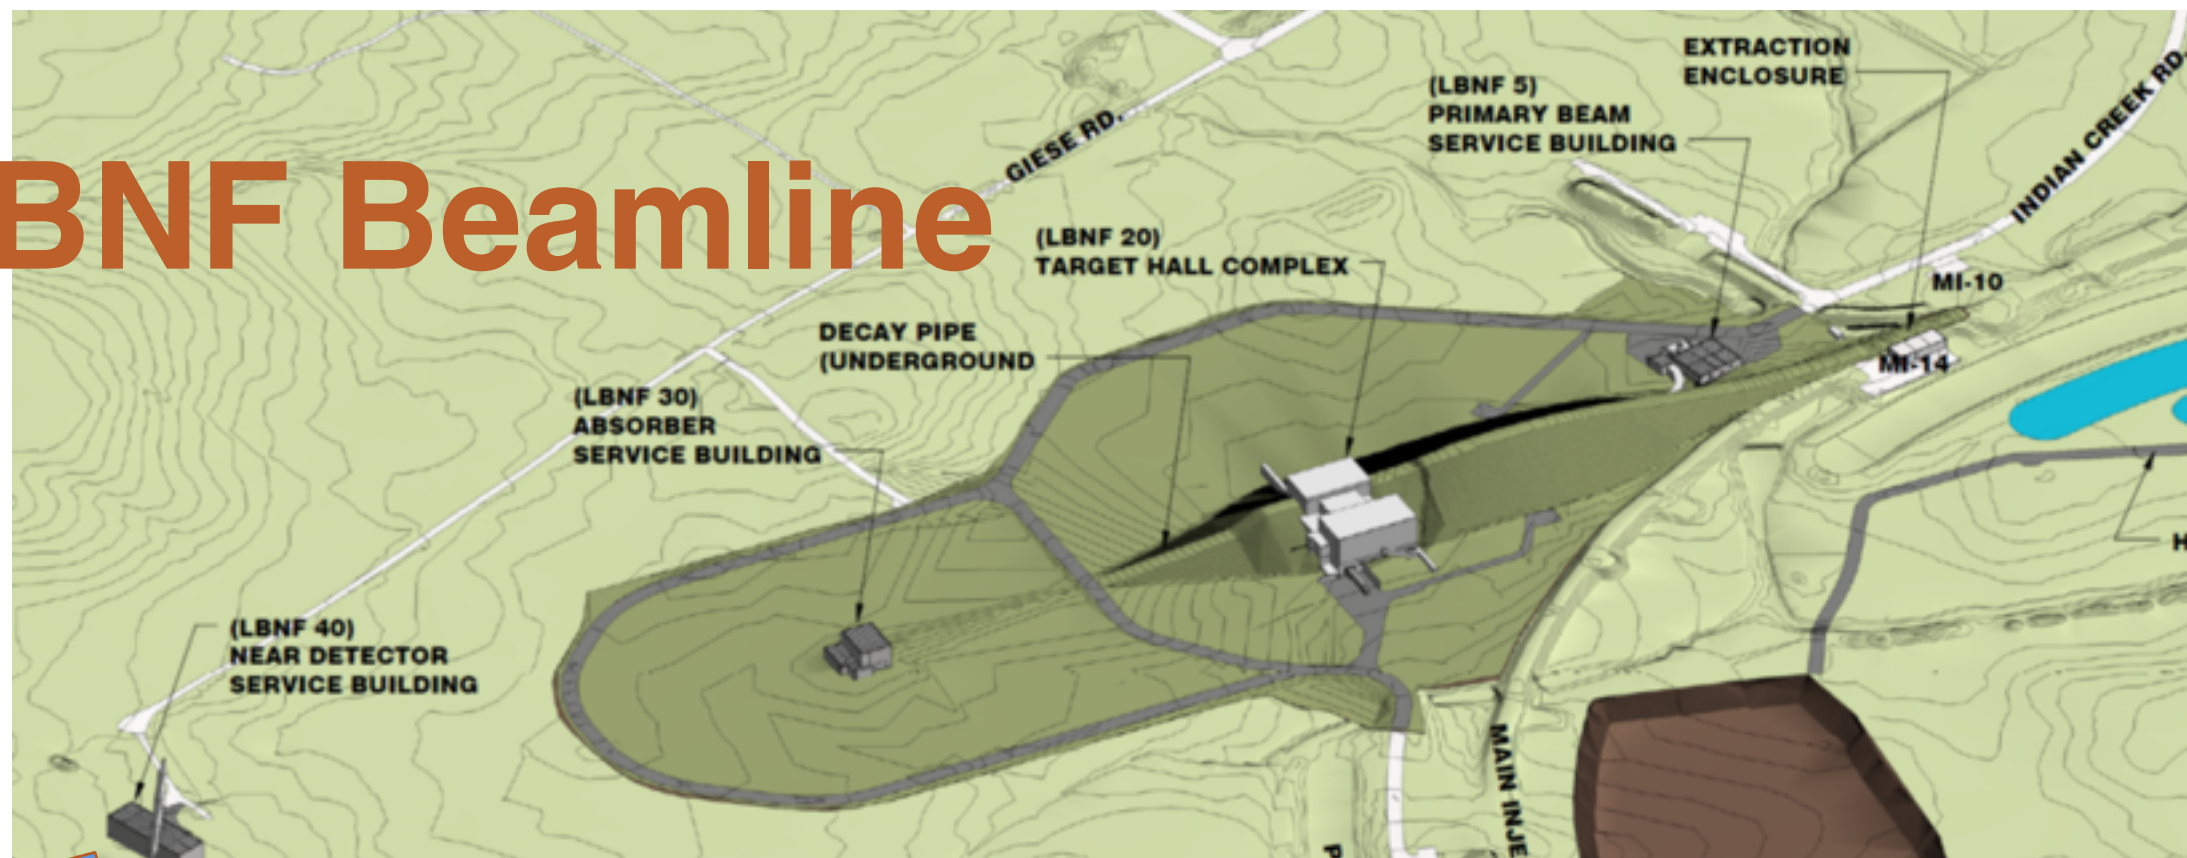 EXTRACTION
ENCLOSURE
(LBNF 5)
PRIMARY BEAM
SERVICE BUILDING
INDIAN CREEK RD.
GIESE RD.
BNF Beamline
(LBNF 20)
TARGET HALL COMPLEX
MI-10
DECAY PIPE
(UNDERGROUND
MI-14
(LBNF 30)
ABSORBER
SERVICE BUILDING
H
(LBNF 40)
NEAR DETECTOR
SERVICE BUILDING
MAIN INJE
P